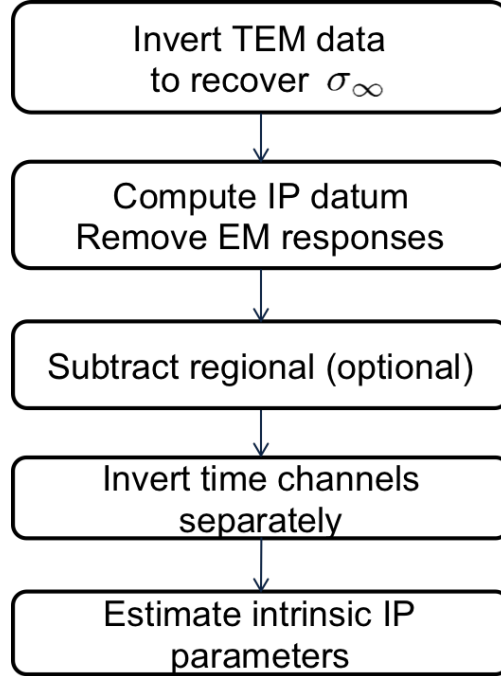 Invert TEM data
to recover σ∞
Compute IP datum
Remove EM responses
Subtract regional (optional)
Invert time channels
separately
Estimate intrinsic IP
parameters